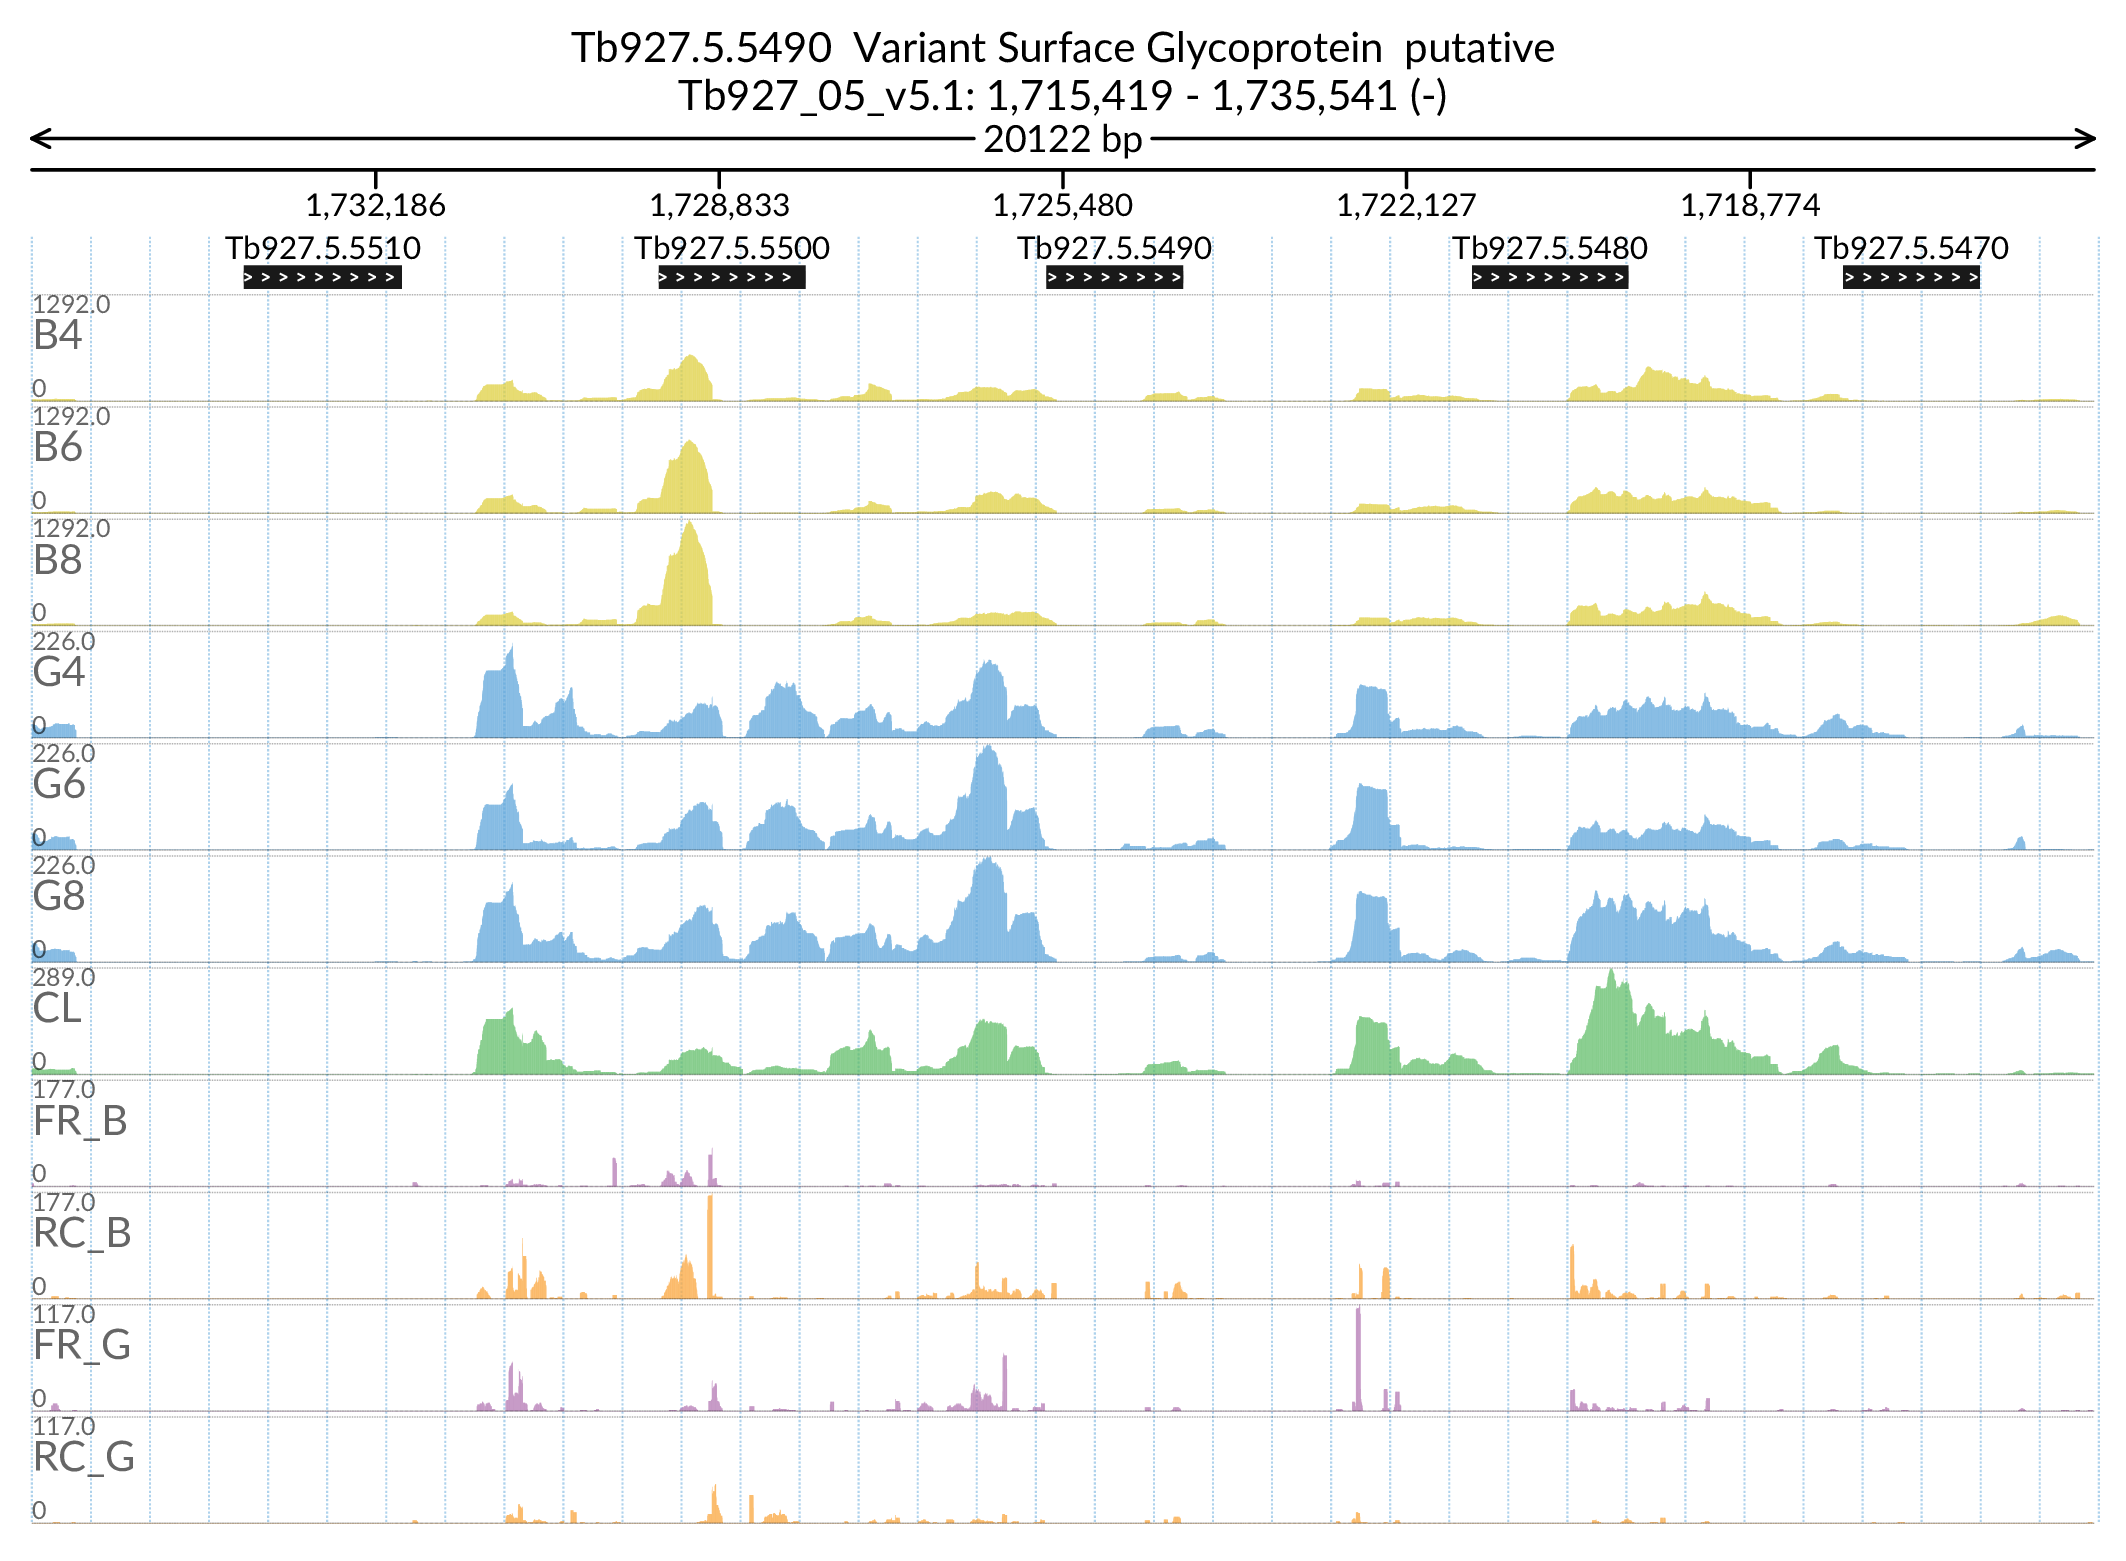 Tb927.5.5490 Variant Surface Glycoprotein putative
Tb927_05_v5.1: 1,715,419 - 1,735,541 (-)
20122 bp
1,732,186 1,728,833 1,725,480 1,722,127 1,718,774
Tb927.5.5510 Tb927.5.5500 Tb927.5.5490 Tb927.5.5480 Tb927.5.5470
1292.0
B4
0
1292.0
B6
0
1292.0
B8
0
226.0
G4
0
226.0
G6
0
226.0
G8
0
289.0
CL
0
177.0
FR_B
0
177.0
RC_B
0
117.0
FR_G
0
117.0
RC_G
0